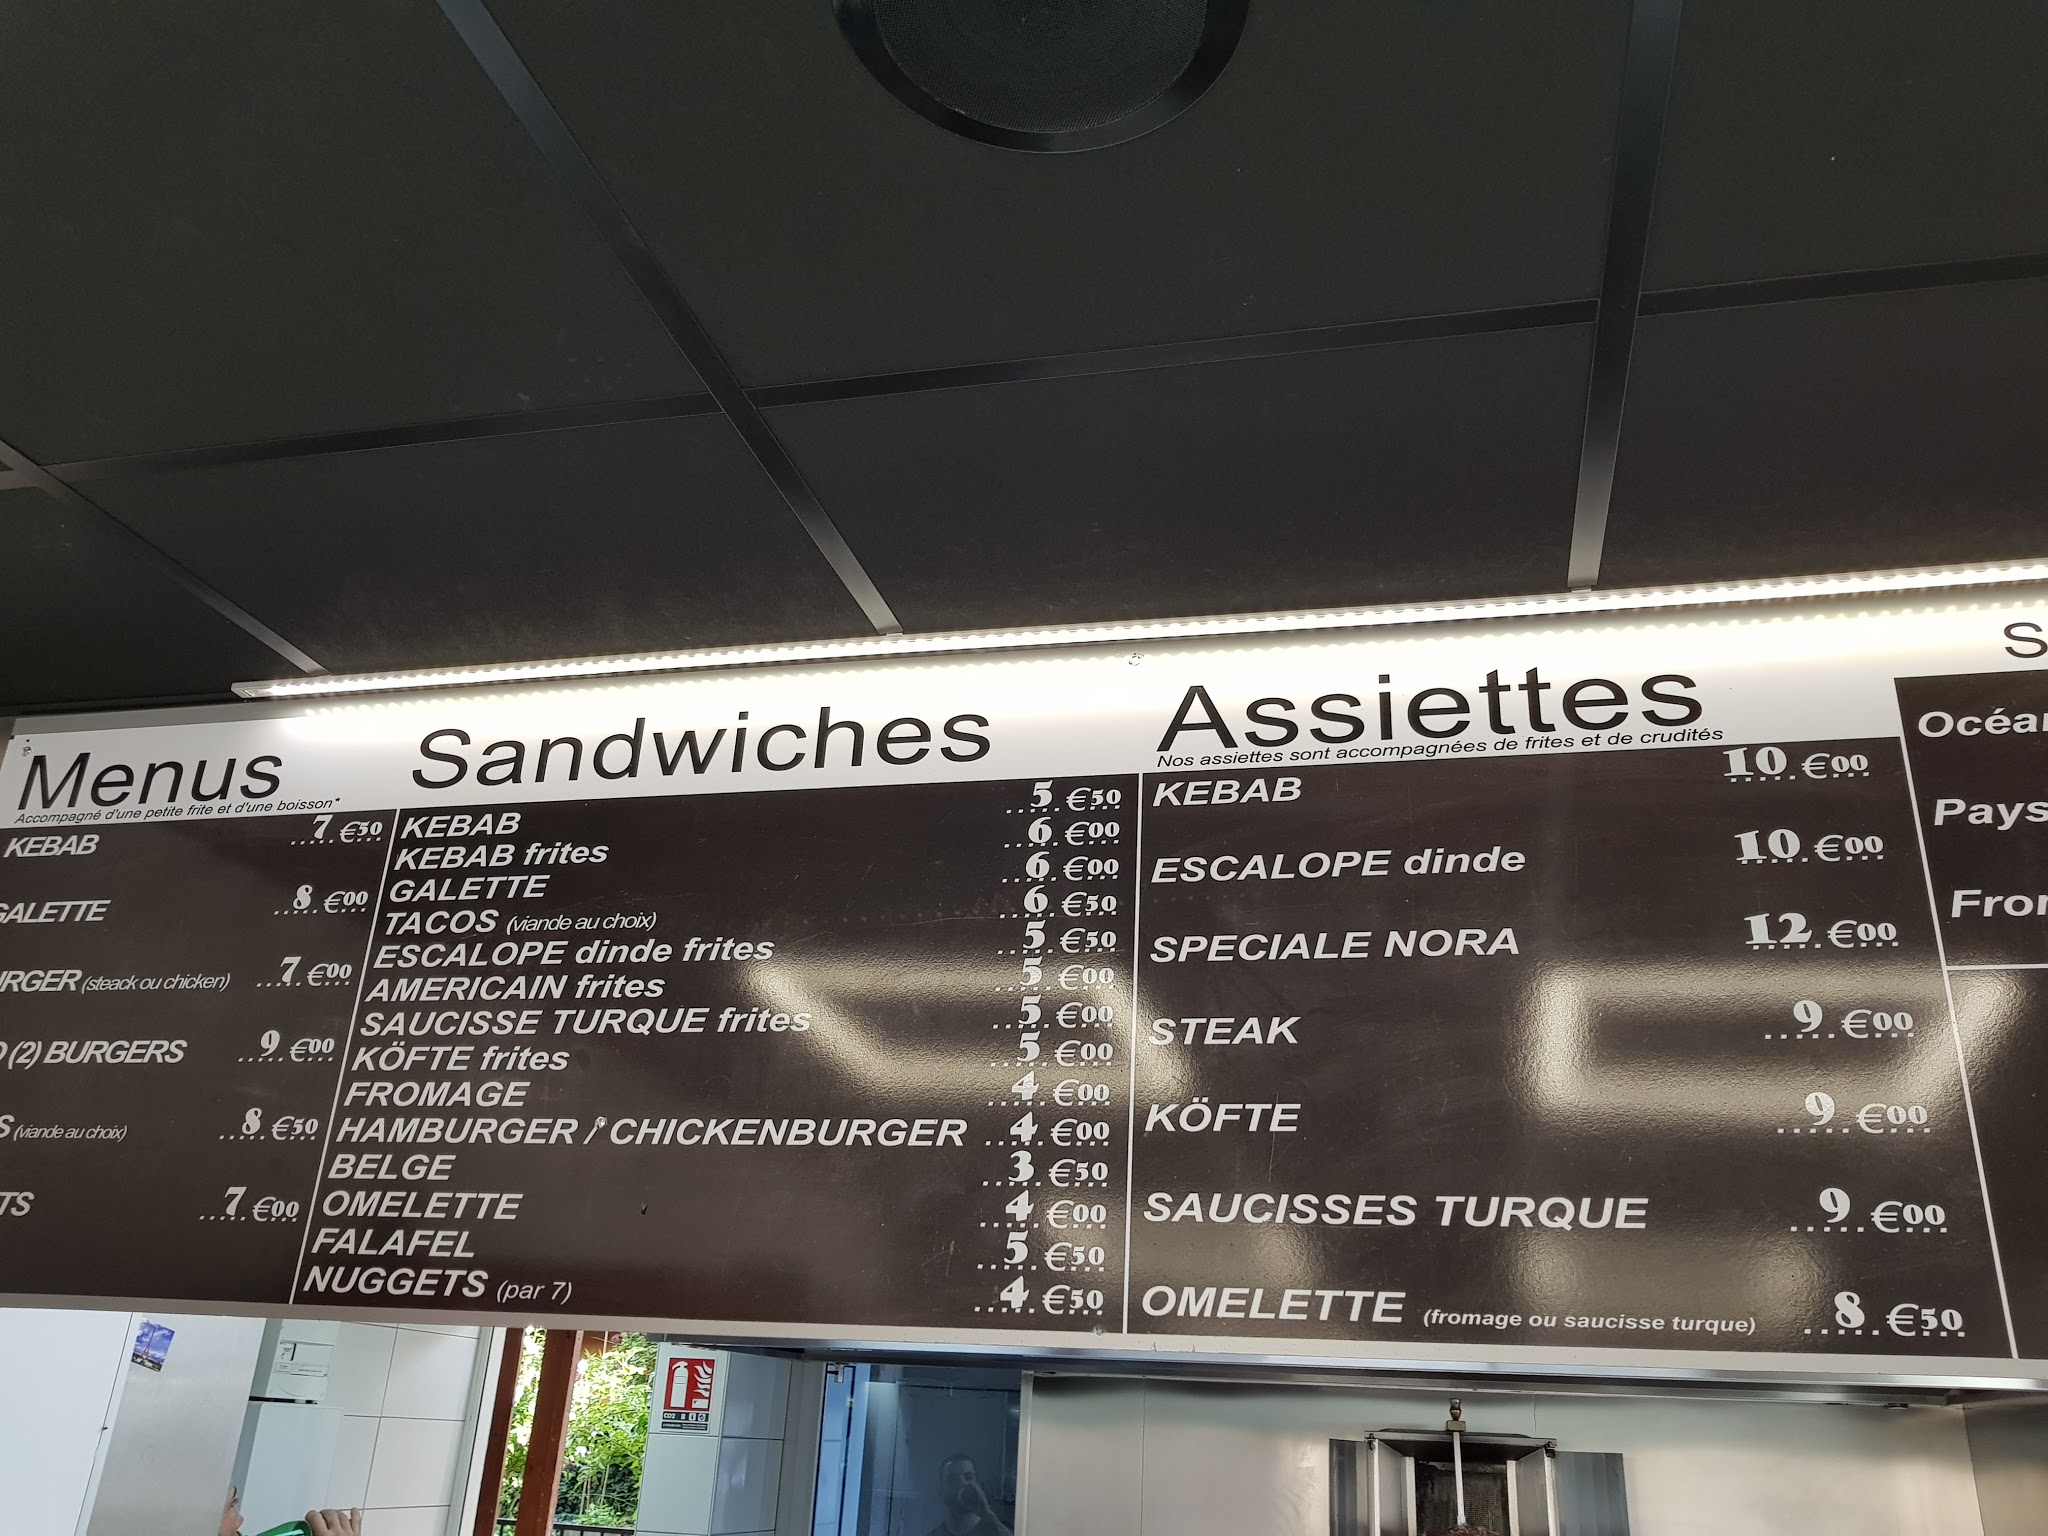 Menus
Accompagné d'une petite frite et d'une boisson*
KEBAB ..... 7 €50
GALETTE ..... 8 €00
(steack ou chicken) ..... 7 €00
(2) BURGERS ..... 9 €00
(viande au choix) ..... 8 €50
..... 7 €00
Sandwiches
KEBAB ..... 5 €50
KEBAB frites ..... 6 €00
GALETTE ..... 6 €00
TACOS (viande au choix) ..... 6 €50
ESCALOPE dinde frites ..... 5 €50
AMERICAIN frites ..... 5 €00
SAUCISSE TURQUE frites ..... 5 €00
KÖFTE frites ..... 5 €00
FROMAGE ..... 4 €00
HAMBURGER / CHICKENBURGER ..... 4 €00
BELGE ..... 3 €50
OMELETTE ..... 4 €00
FALAFEL ..... 5 €50
NUGGETS (par 7) ..... 4 €50
Assiettes
Nos assiettes sont accompagnées de frites et de crudités
KEBAB ..... 10 €00
ESCALOPE dinde ..... 10 €00
SPECIALE NORA ..... 12 €00
STEAK ..... 9 €00
KÖFTE ..... 9 €00
SAUCISSES TURQUE ..... 9 €00
OMELETTE (fromage ou saucisse turque) ..... 8 €50
S
Océa
Pays
Fro
CO2